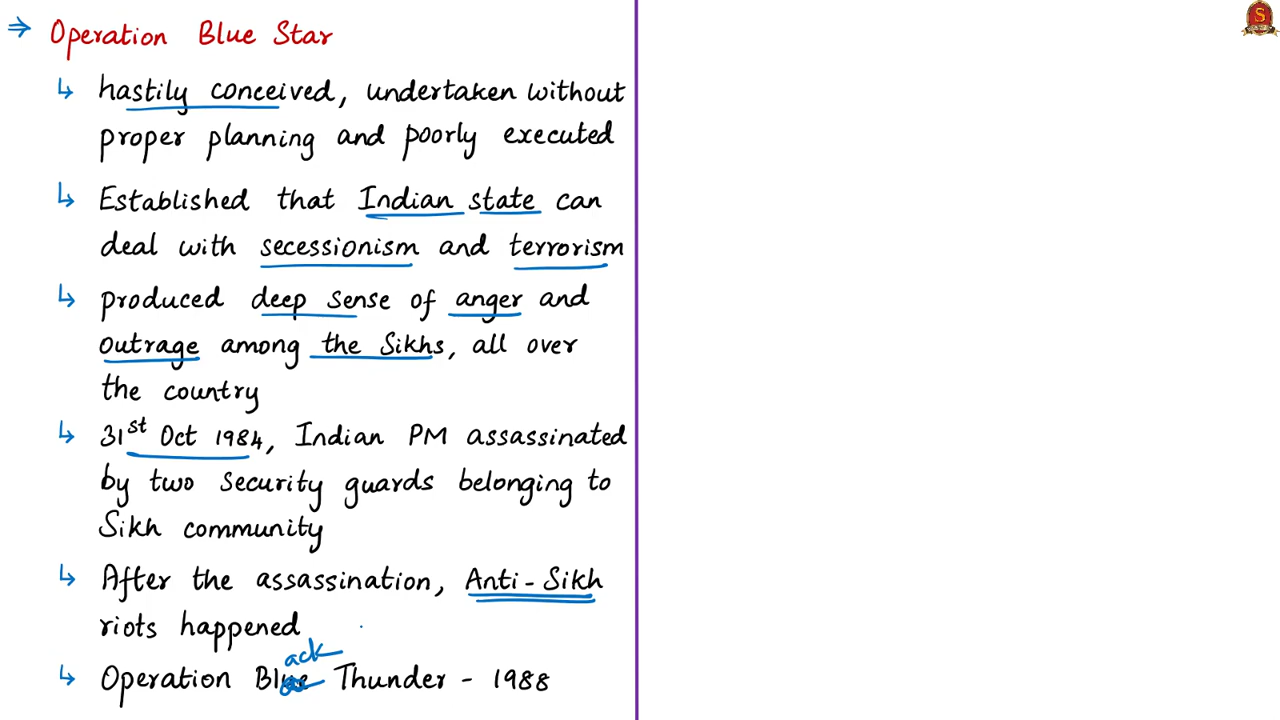 ⇒ Operation Blue Star
↳ hastily conceived, undertaken without
proper planning and poorly executed
↳ Established that Indian state can
deal with secessionism and terrorism
↳ produced deep sense of anger and
outrage among the Sikhs, all over
the country
↳ 31st Oct 1984, Indian PM assassinated
by two security guards belonging to
Sikh community
↳ After the assassination, Anti-Sikh
riots happened
ack
↳ Operation Blue Thunder - 1988
S